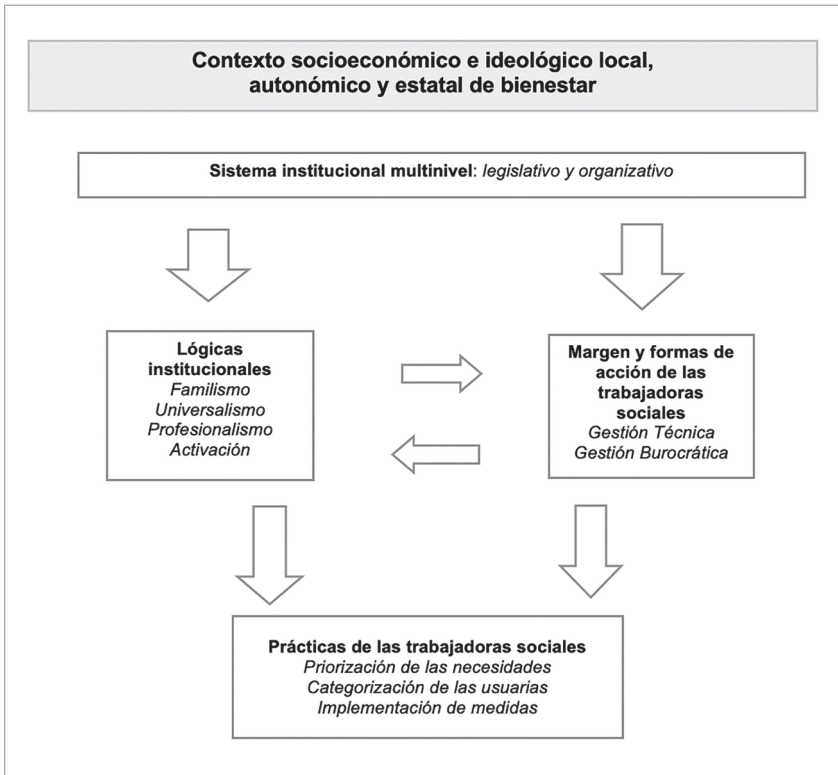 Contexto socioeconómico e ideológico local,
autonómico y estatal de bienestar
Sistema institucional multinivel: legislativo y organizativo
Lógicas
institucionales
Familismo
Universalismo
Profesionalismo
Activación
Margen y formas de
acción de las
trabajadoras
sociales
Gestión Técnica
Gestión Burocrática
Prácticas de las trabajadoras sociales
Priorización de las necesidades
Categorización de las usuarias
Implementación de medidas